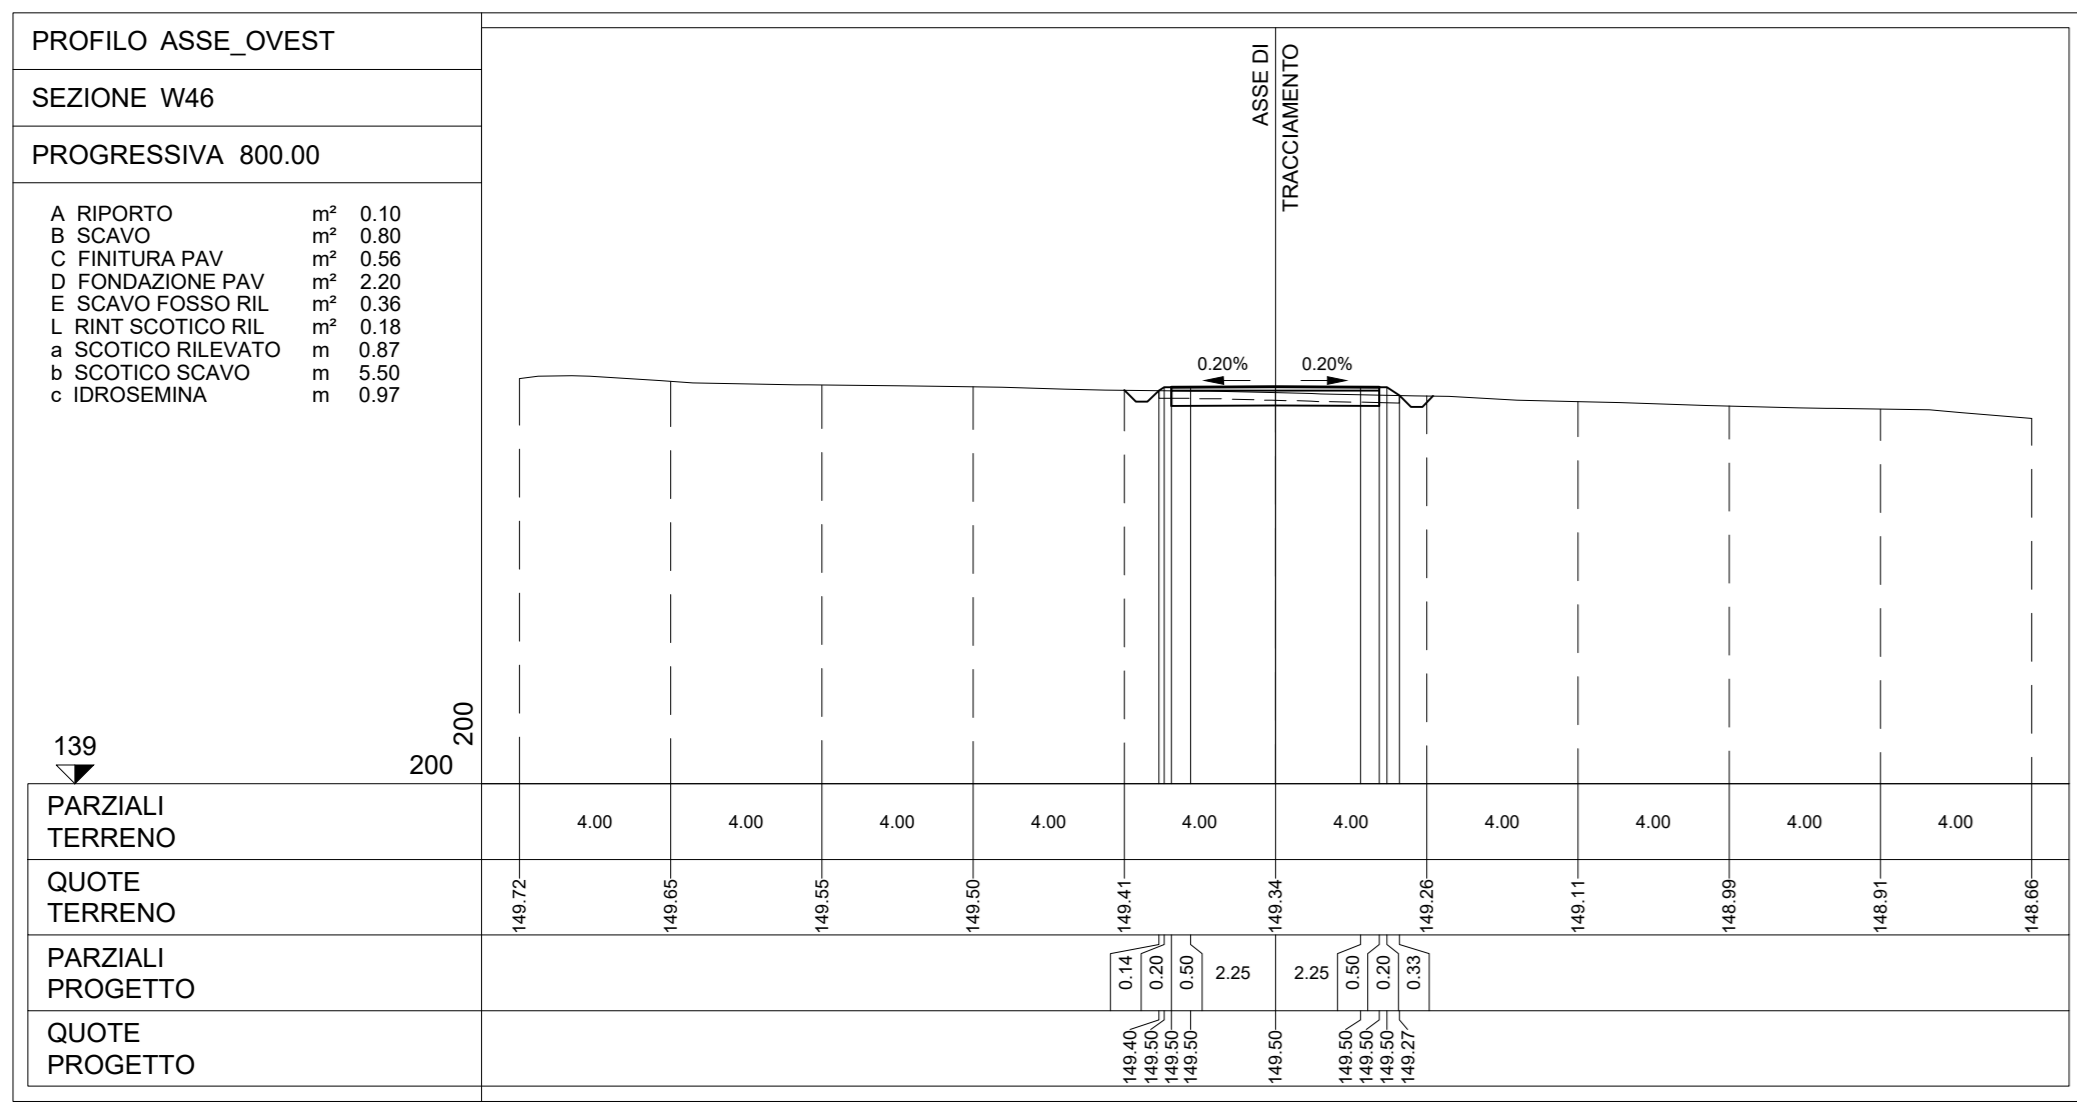 PROFILO ASSE_OVEST
SEZIONE W46
PROGRESSIVA 800.00
A RIPORTO m² 0.10
B SCAVO m² 0.80
C FINITURA PAV m² 0.56
D FONDAZIONE PAV m² 2.20
E SCAVO FOSSO RIL m² 0.36
L RINT SCOTICO RIL m² 0.18
a SCOTICO RILEVATO m 0.87
b SCOTICO SCAVO m 5.50
c IDROSEMINA m 0.97
ASSE DI
TRACCIAMENTO
0.20% 0.20%
139
200
200
PARZIALI
TERRENO
4.00 4.00 4.00 4.00 4.00 4.00 4.00 4.00 4.00 4.00
QUOTE
TERRENO
149.72 149.65 149.55 149.50 149.41 149.34 149.26 149.11 148.99 148.91 148.66
PARZIALI
PROGETTO
0.14 0.20 0.50 2.25 2.25 0.50 0.20 0.33
QUOTE
PROGETTO
149.40 149.50 149.50 149.50 149.50 149.50 149.50 149.50 149.27